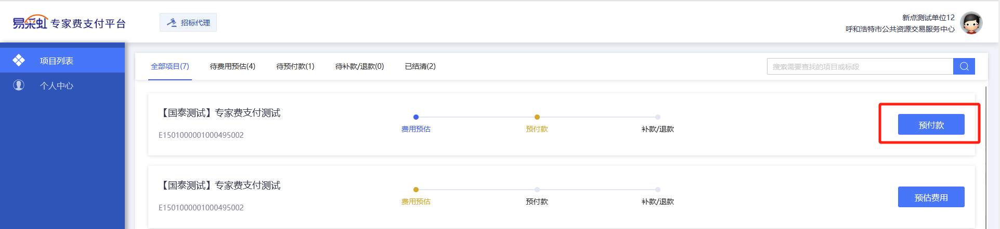 易采虹 专家费支付平台
招标代理
新点测试单位12
呼和浩特市公共资源交易服务中心
项目列表
个人中心
全部项目(7) 待费用预估(4) 待预付款(1) 待补款/退款(0) 已结清(2)
搜索需要查找的项目或标段
【国泰测试】专家费支付测试
E1501000001000495002
费用预估 预付款 补款/退款
预付款
【国泰测试】专家费支付测试
E1501000001000495002
费用预估 预付款 补款/退款
预估费用